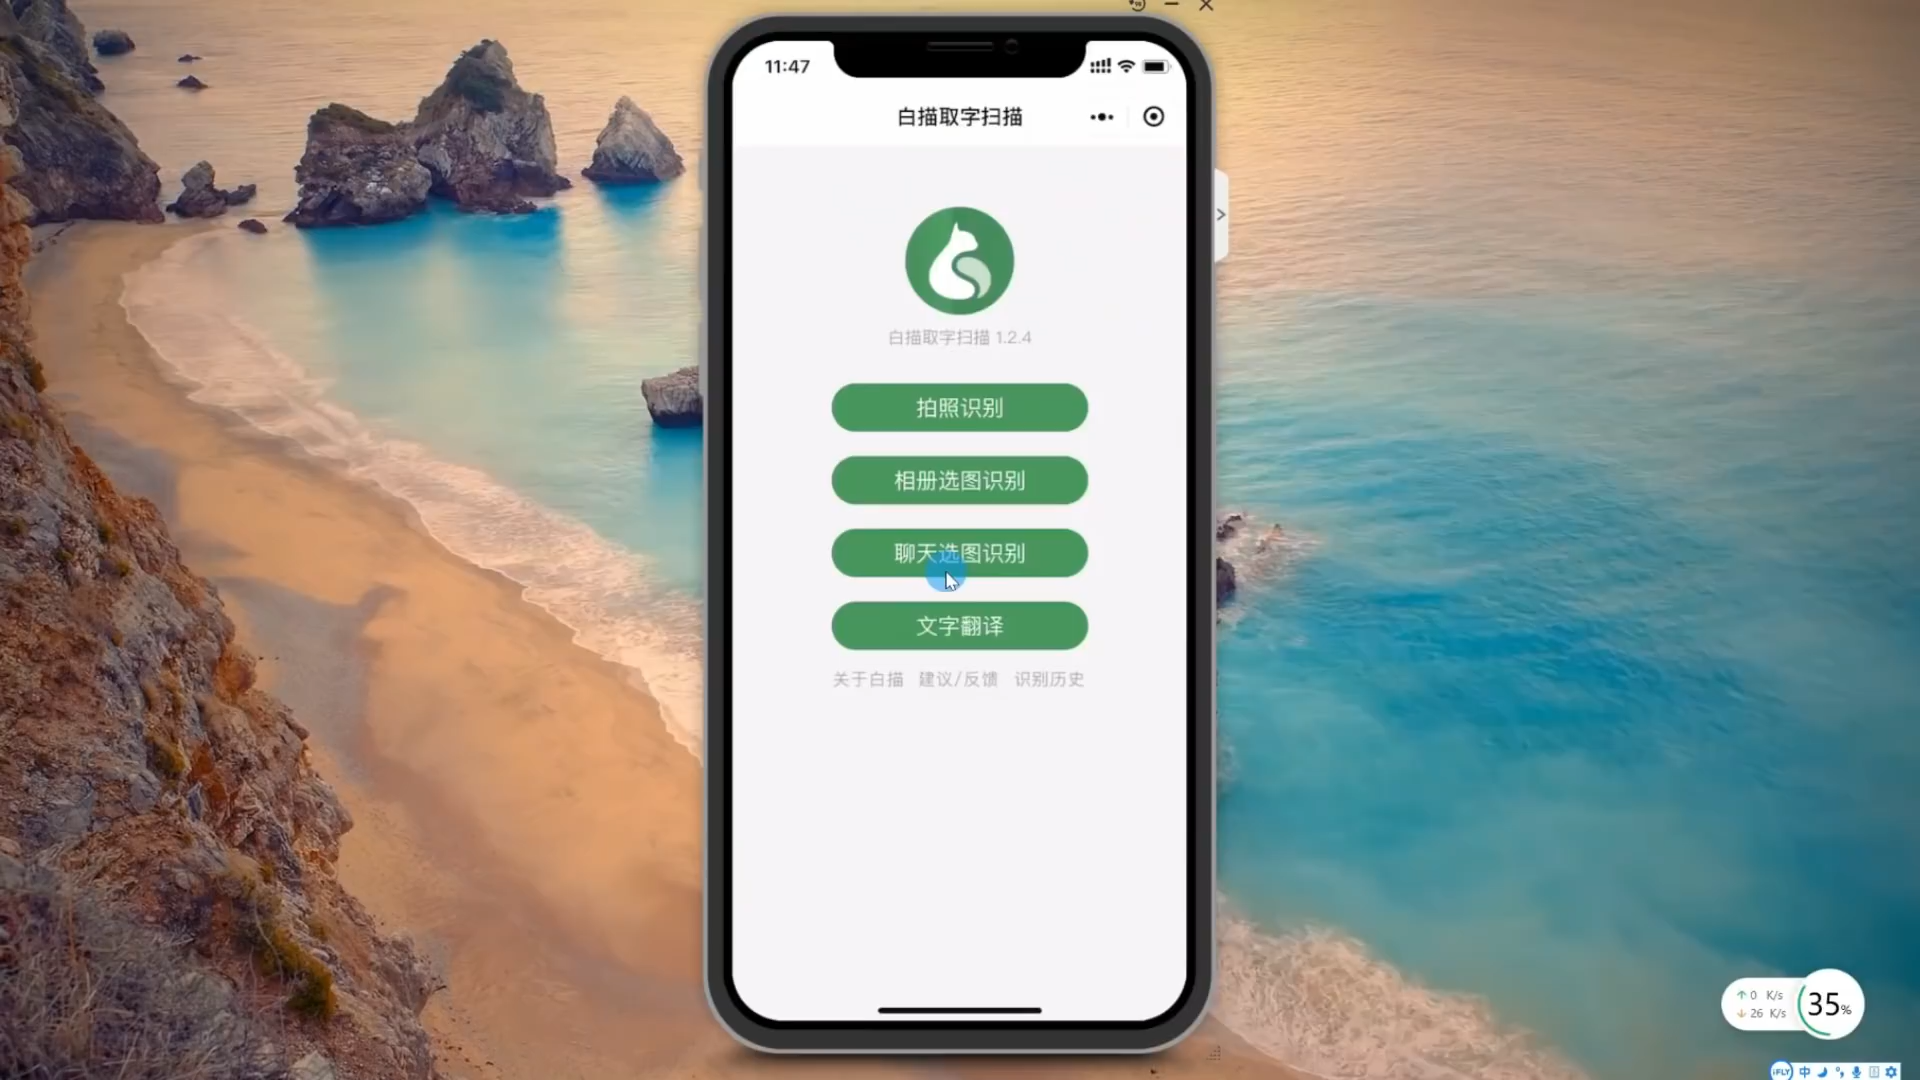 11:47
白描取字扫描
白描取字扫描 1.2.4
拍照识别
相册选图识别
聊天选图识别
文字翻译
关于白描 建议/反馈 识别历史
0 K/s
26 K/s
35%
iFLY 中